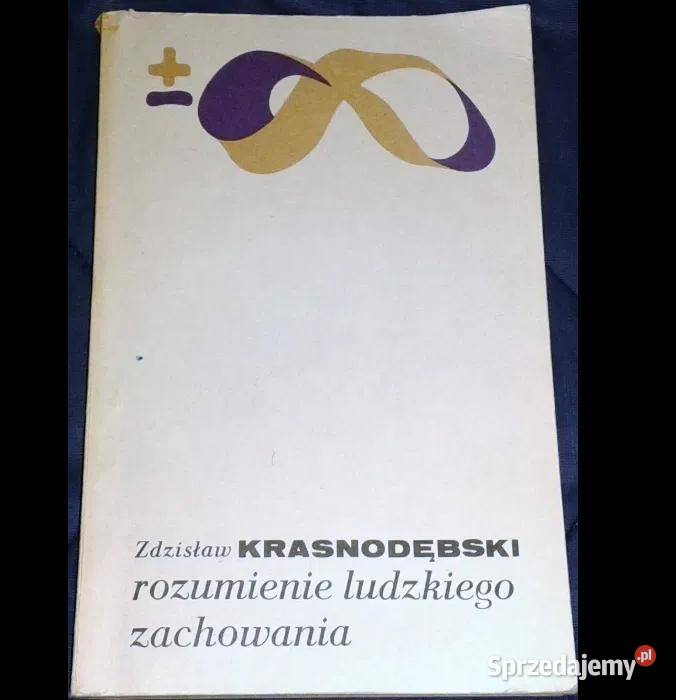 ±
Zdzisław KRASNODĘBSKI
rozumienie ludzkiego
zachowania
Sprzedajemy.pl